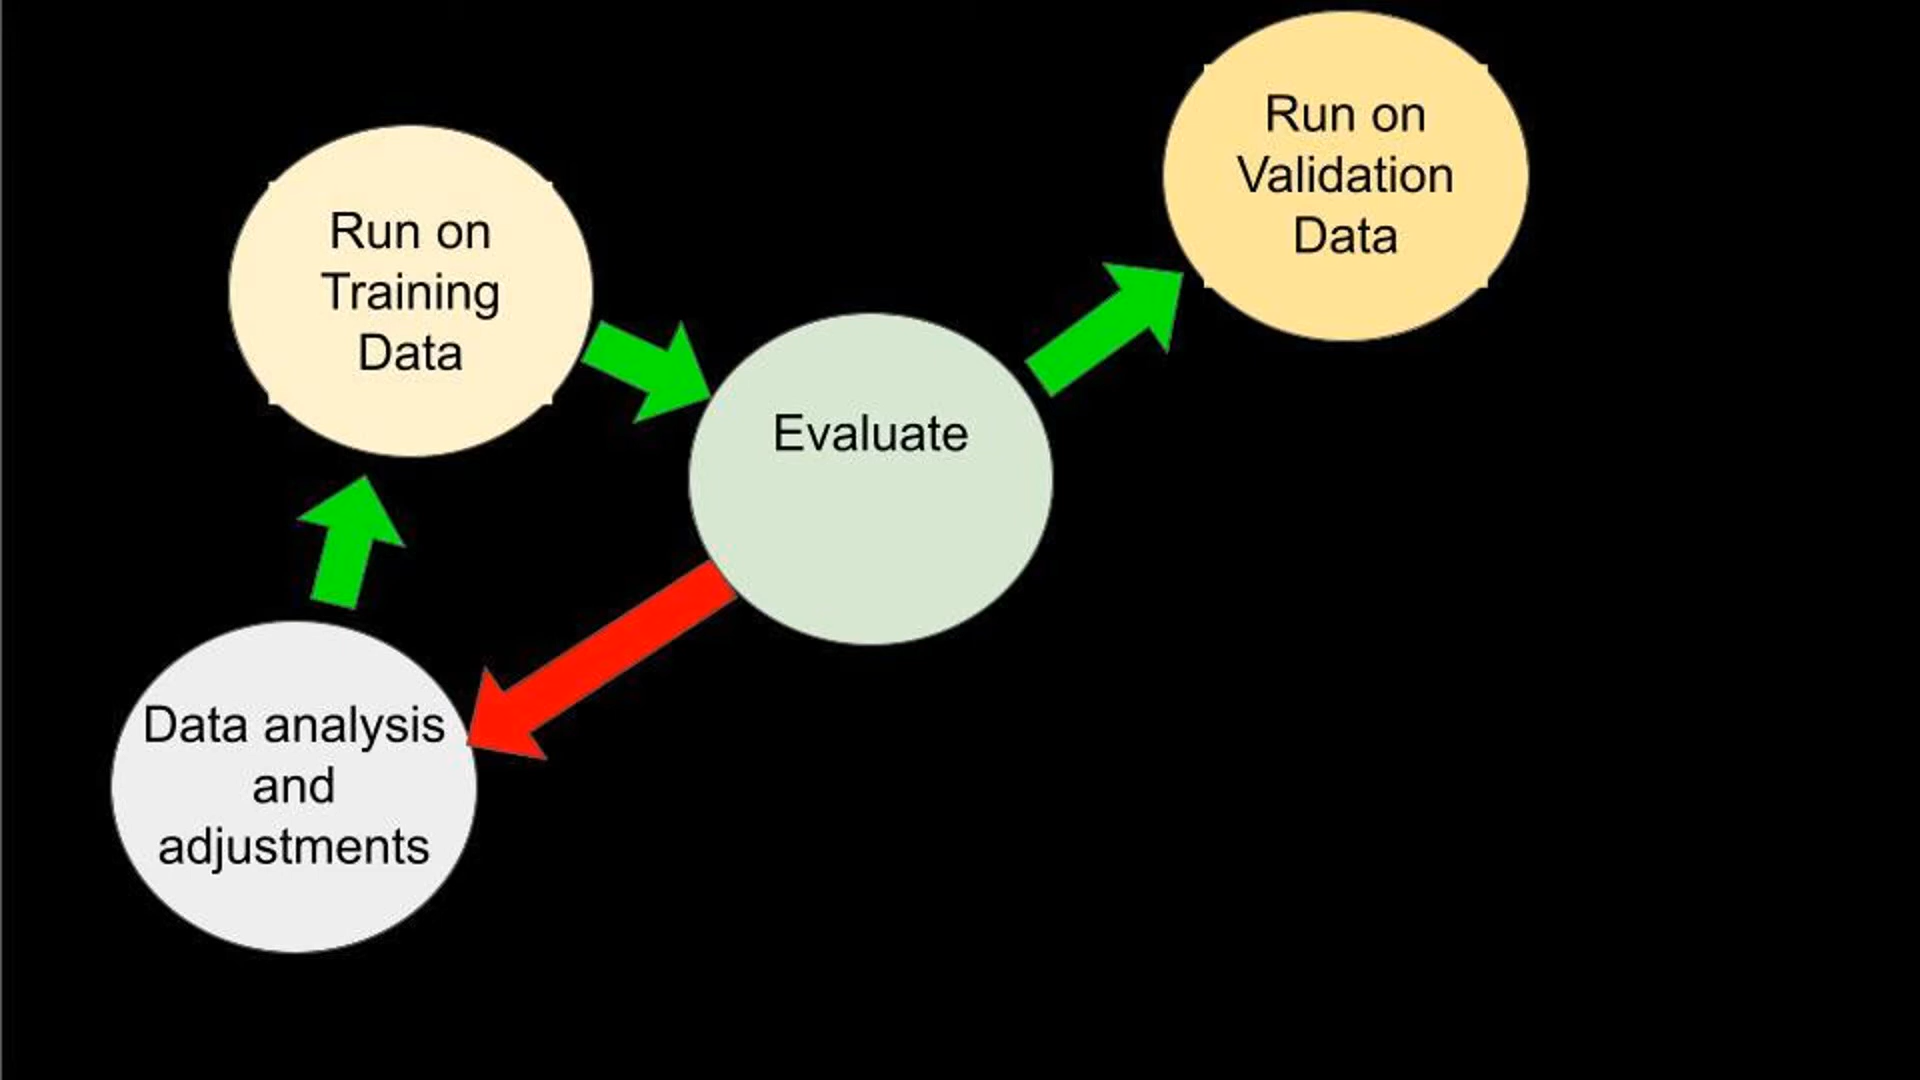 Run on
Training
Data
Evaluate
Run on
Validation
Data
Data analysis
and
adjustments